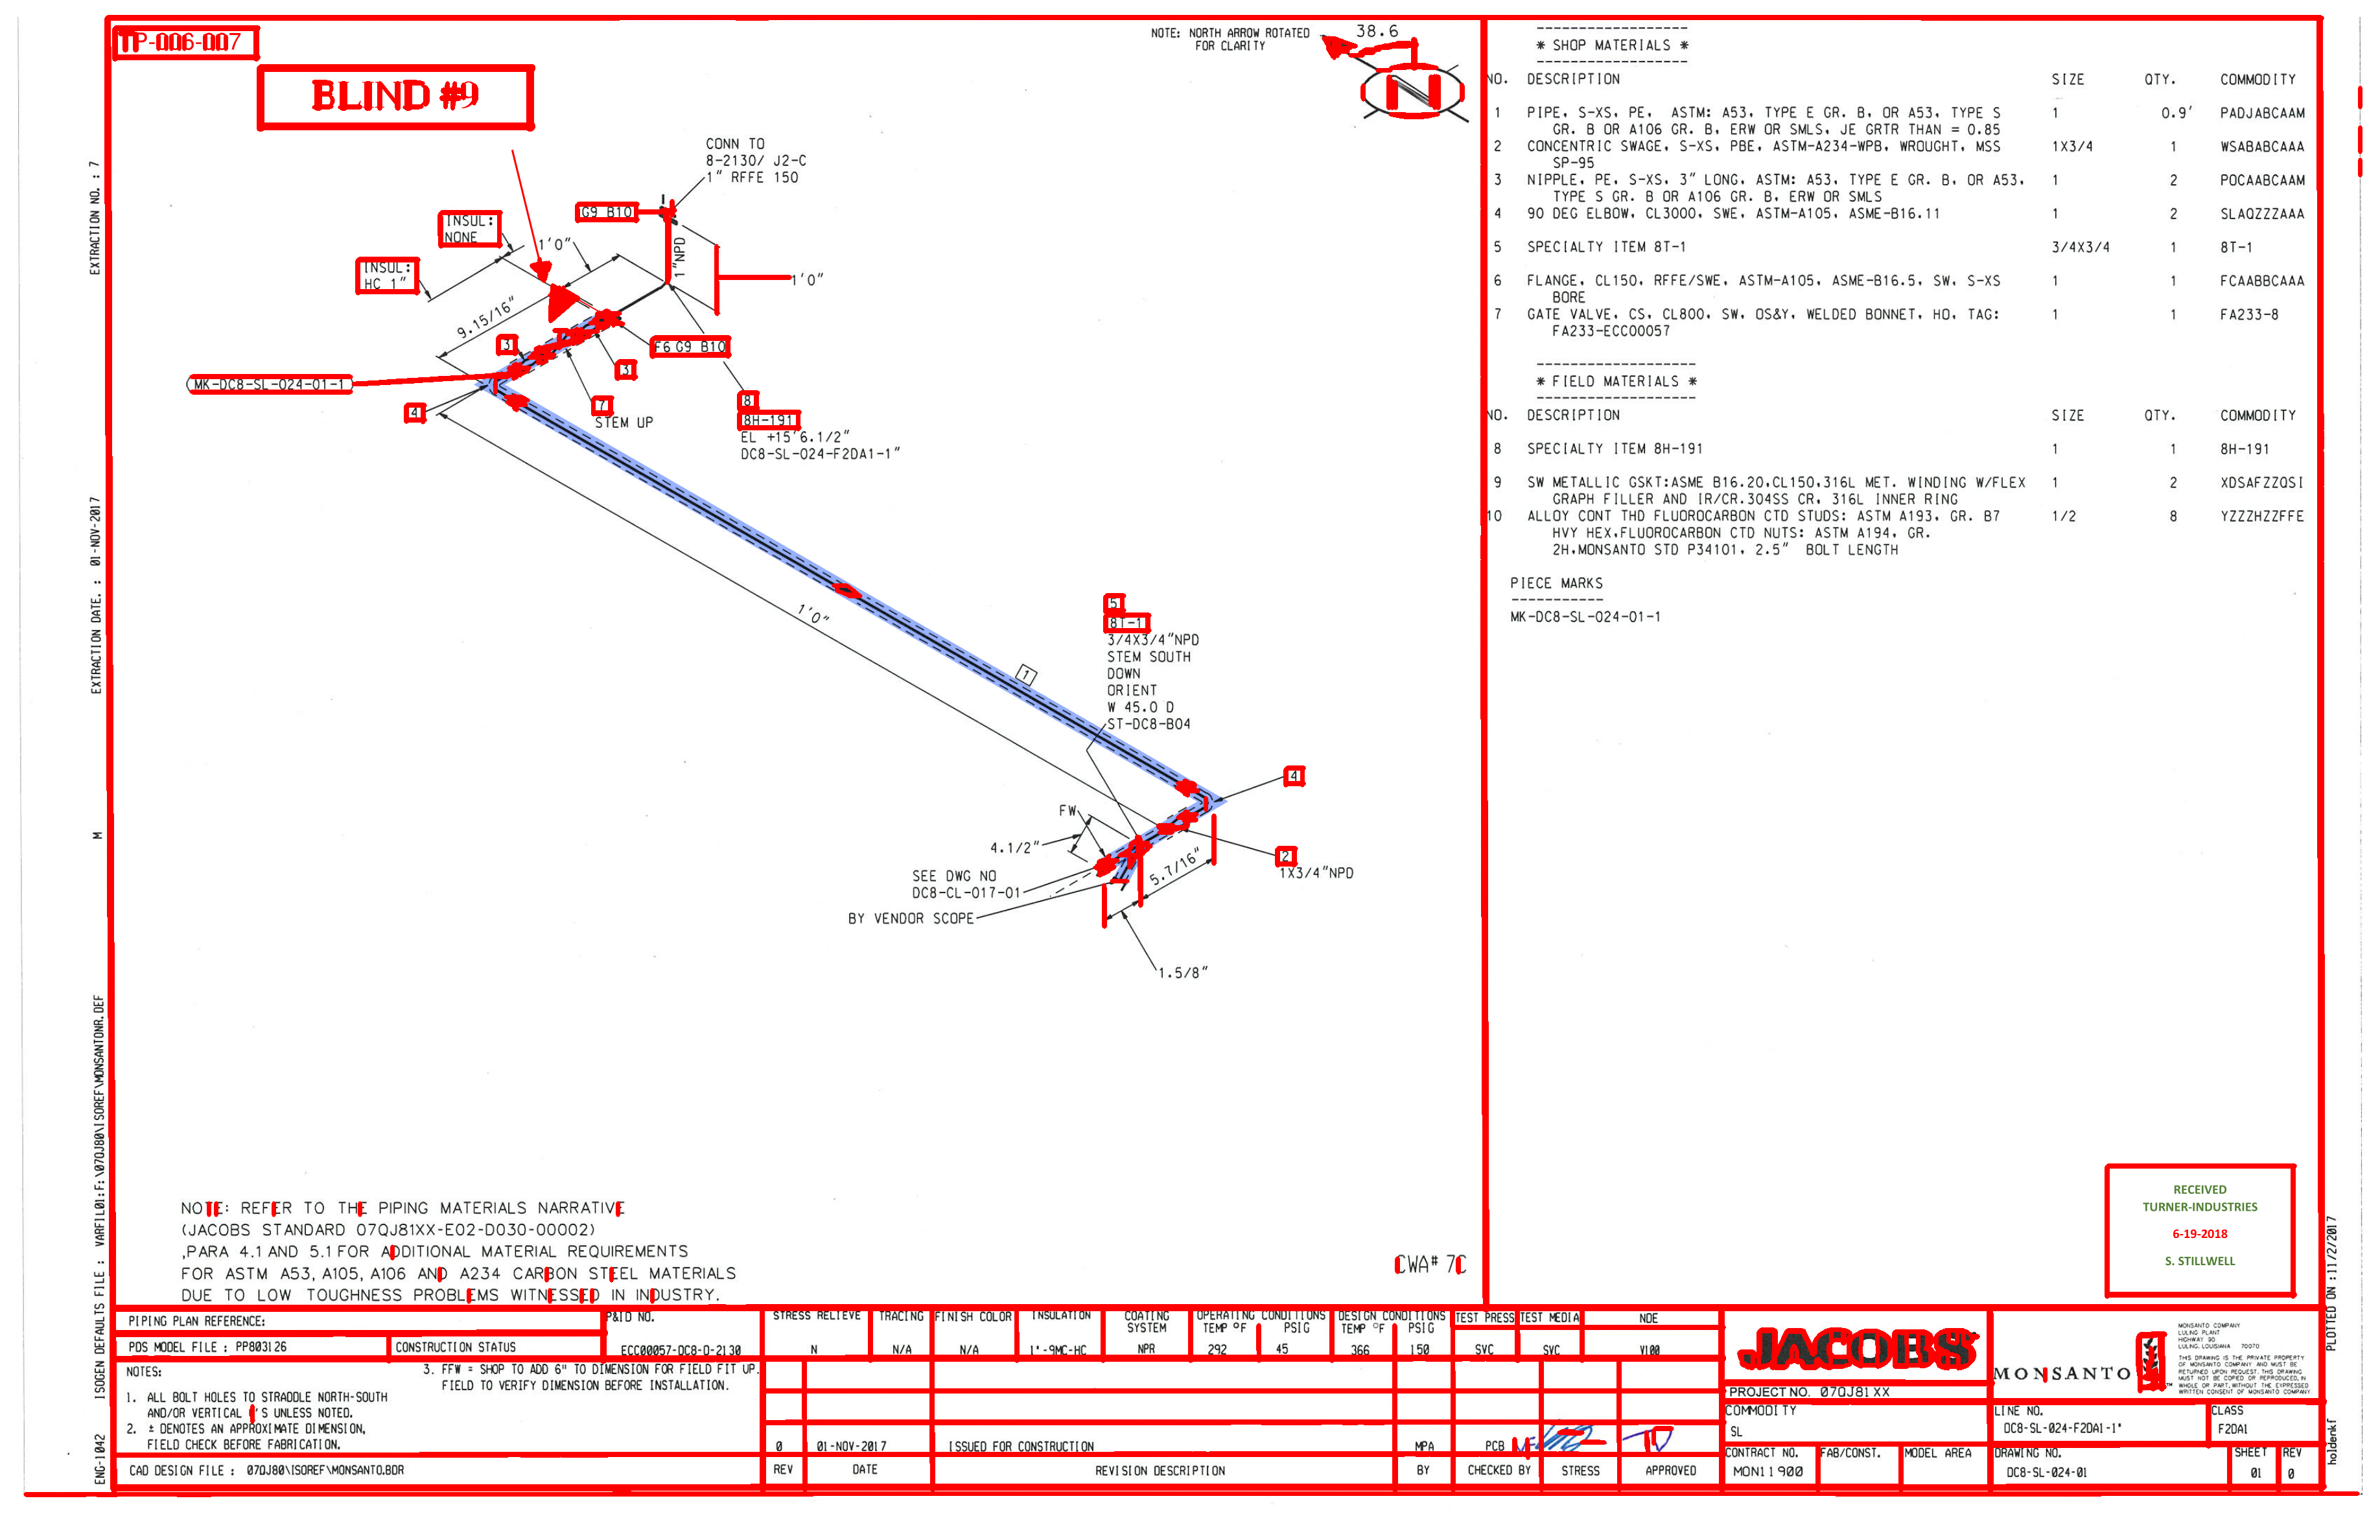 TP-006-007
BLIND #9
NOTE: NORTH ARROW ROTATED
FOR CLARITY
38.6
N
CONN TO
8-2130/ J2-C
1" RFFE 150
G9 B10
INSUL:
NONE
1'0"
1"NPD
INSUL:
HC 1"
1'0"
9.15/16"
3
F6 G9 B10
3
MK-DC8-SL-024-01-1
4
7
STEM UP
8
8H-191
EL +15'6.1/2"
DC8-SL-024-F2DA1-1"
1'0"
1
5
8T-1
3/4X3/4"NPD
STEM SOUTH
DOWN
ORIENT
W 45.0 D
ST-DC8-B04
4
FW
4.1/2"
2
1X3/4"NPD
5.7/16"
SEE DWG NO
DC8-CL-017-01
BY VENDOR SCOPE
1.5/8"
* SHOP MATERIALS *
NO. DESCRIPTION SIZE QTY. COMMODITY
1 PIPE, S-XS, PE, ASTM: A53, TYPE E GR. B, OR A53, TYPE S 1 0.9' PADJABCAAM
GR. B OR A106 GR. B, ERW OR SMLS, JE GRTR THAN = 0.85
2 CONCENTRIC SWAGE, S-XS, PBE, ASTM-A234-WPB, WROUGHT, MSS 1X3/4 1 WSABABCAAA
SP-95
3 NIPPLE, PE, S-XS, 3" LONG, ASTM: A53, TYPE E GR. B, OR A53, 1 2 POCAABCAAM
TYPE S GR. B OR A106 GR. B, ERW OR SMLS
4 90 DEG ELBOW, CL3000, SWE, ASTM-A105, ASME-B16.11 1 2 SLAQZZZAAA
5 SPECIALTY ITEM 8T-1 3/4X3/4 1 8T-1
6 FLANGE, CL150, RFFE/SWE, ASTM-A105, ASME-B16.5, SW, S-XS 1 1 FCAABBCAAA
BORE
7 GATE VALVE, CS, CL800, SW, OS&Y, WELDED BONNET, HO, TAG: 1 1 FA233-8
FA233-ECC00057
* FIELD MATERIALS *
NO. DESCRIPTION SIZE QTY. COMMODITY
8 SPECIALTY ITEM 8H-191 1 1 8H-191
9 SW METALLIC GSKT:ASME B16.20,CL150,316L MET. WINDING W/FLEX 1 2 XDSAFZZQSI
GRAPH FILLER AND IR/CR,304SS CR, 316L INNER RING
10 ALLOY CONT THD FLUOROCARBON CTD STUDS: ASTM A193, GR. B7 1/2 8 YZZZHZZFFE
HVY HEX,FLUOROCARBON CTD NUTS: ASTM A194, GR.
2H,MONSANTO STD P34101, 2.5" BOLT LENGTH
PIECE MARKS
MK-DC8-SL-024-01-1
EXTRACTION NO. : 7
EXTRACTION DATE. : 01-NOV-2017
M
ISOGEN DEFAULTS FILE : VARFIL01:F:\07QJ80\ISOREF\MONSANTONR.DEF
ENG-1042
RECEIVED
TURNER-INDUSTRIES
6-19-2018
S. STILLWELL
PLOTTED ON :11/2/2017
holdenkf
NOTE: REFER TO THE PIPING MATERIALS NARRATIVE
(JACOBS STANDARD 07QJ81XX-E02-D030-00002)
,PARA 4.1 AND 5.1 FOR ADDITIONAL MATERIAL REQUIREMENTS
FOR ASTM A53, A105, A106 AND A234 CARBON STEEL MATERIALS
DUE TO LOW TOUGHNESS PROBLEMS WITNESSED IN INDUSTRY.
CWA# 7C
PIPING PLAN REFERENCE:
PDS MODEL FILE : PP803126
CONSTRUCTION STATUS
P&ID NO.
ECC00057-DC8-D-2130
STRESS RELIEVE
N
TRACING
N/A
FINISH COLOR
N/A
INSULATION
1"-9MC-HC
COATING
SYSTEM
NPR
OPERATING CONDITIONS
TEMP °F PSIG
292 45
DESIGN CONDITIONS
TEMP °F PSIG
366 150
TEST PRESS
SVC
TEST MEDIA
SVC
NDE
V100
NOTES:
1. ALL BOLT HOLES TO STRADDLE NORTH-SOUTH
AND/OR VERTICAL 'S UNLESS NOTED.
2. ± DENOTES AN APPROXIMATE DIMENSION,
FIELD CHECK BEFORE FABRICATION.
3. FFW = SHOP TO ADD 6" TO DIMENSION FOR FIELD FIT UP.
FIELD TO VERIFY DIMENSION BEFORE INSTALLATION.
CAD DESIGN FILE : 07QJ80\ISOREF\MONSANTO.BDR
0 01-NOV-2017 ISSUED FOR CONSTRUCTION MPA PCB
REV DATE REVISION DESCRIPTION BY CHECKED BY STRESS APPROVED
JACOBS
PROJECT NO. 07QJ81XX
COMMODITY
SL
CONTRACT NO.
MON11900
FAB/CONST.
MODEL AREA
MONSANTO
MONSANTO COMPANY
LULING PLANT
HIGHWAY 90
LULING, LOUISIANA 70070
THIS DRAWING IS THE PRIVATE PROPERTY
OF MONSANTO COMPANY AND MUST BE
RETURNED UPON REQUEST. THIS DRAWING
MUST NOT BE COPIED OR REPRODUCED, IN
WHOLE OR PART, WITHOUT THE EXPRESSED
WRITTEN CONSENT OF MONSANTO COMPANY
LINE NO.
DC8-SL-024-F2DA1-1"
CLASS
F2DA1
DRAWING NO.
DC8-SL-024-01
SHEET
01
REV
0